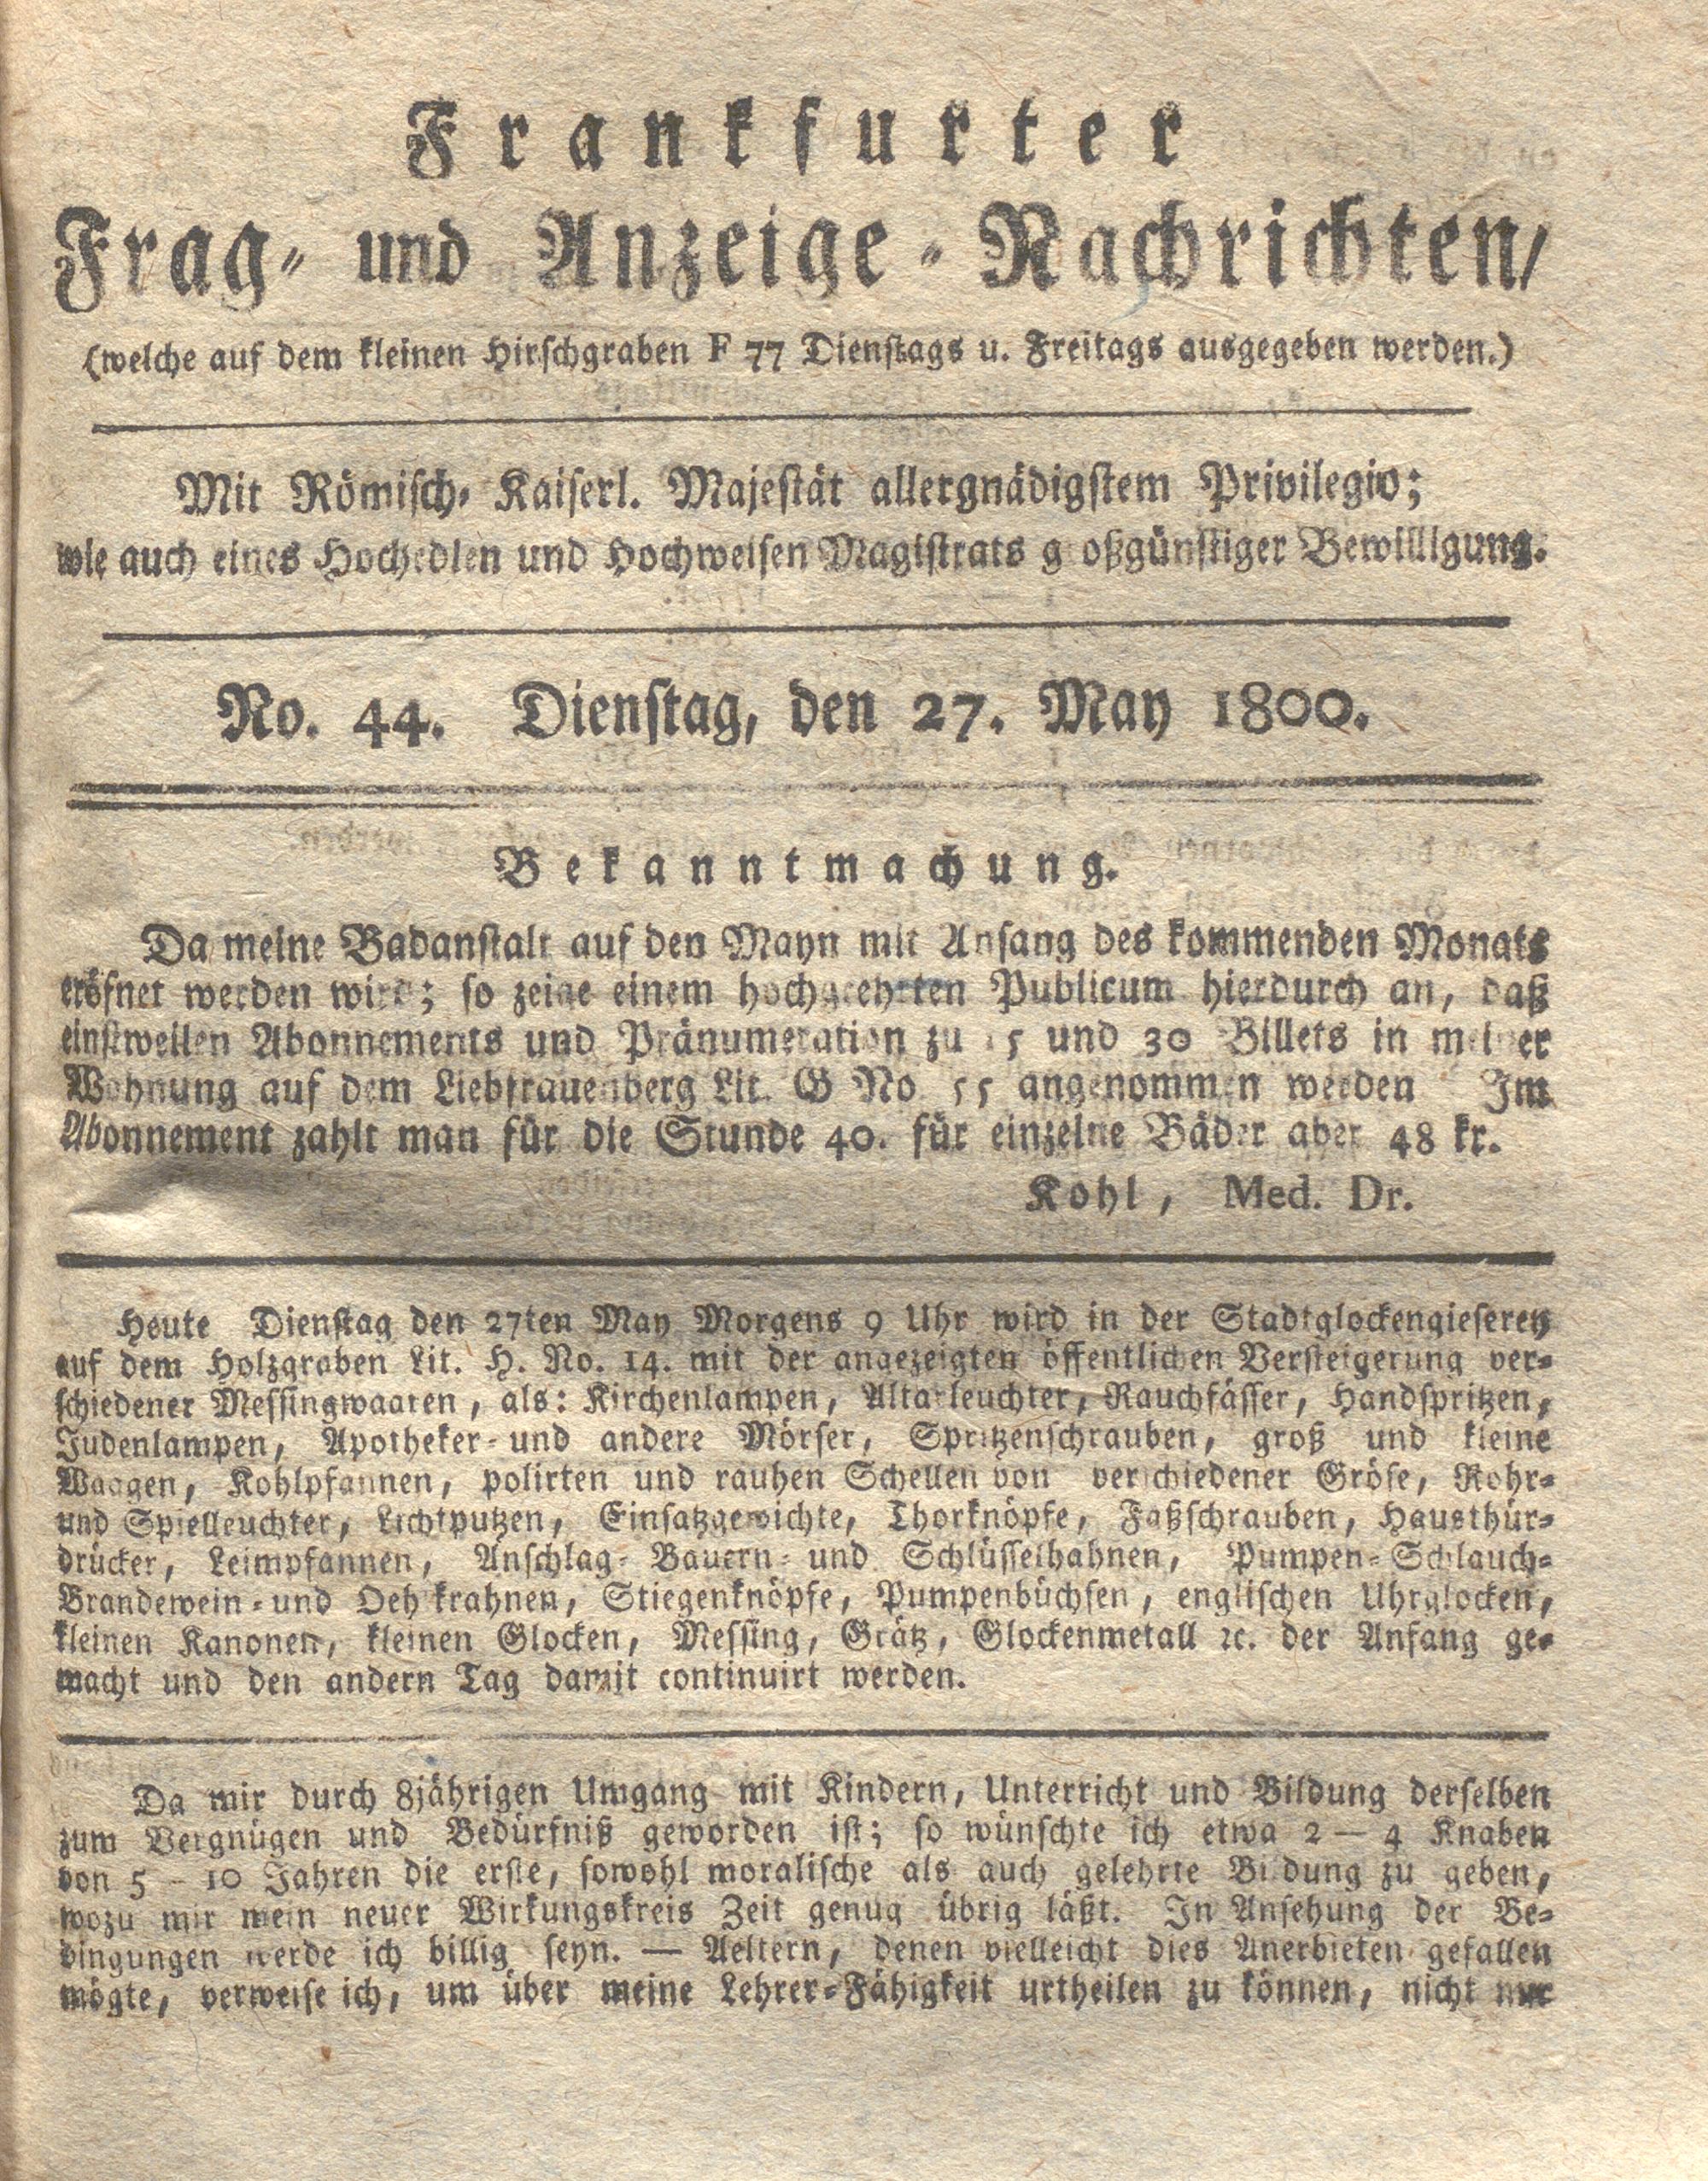 Frankfurter
Frag- und Anzeige-Nachrichten/
(welche auf dem kleinen Hirschgraben F 77 Dienstags u. Freitags ausgegeben werden.)
Mit Römisch- Kaiserl. Majestät allergnädigstem Privilegio;
wie auch eines Hochedlen und Hochweisen Magistrats g oßgünstiger Bewilligung.
No. 44. Dienstag, den 27. May 1800.
Bekanntmachung.
Da meine Badanstalt auf den Mayn mit Anfang des kommenden Monats
eröfnet werden wird; so zeige einem hochgeehrten Publicum hierdurch an, daß
einstweilen Abonnements und Pränumeration zu 15 und 30 Billets in meiner
Wohnung auf dem Liebfrauenberg Lit. G No 55 angenommen werden Im
Abonnement zahlt man für die Stunde 40. für einzelne Bäder aber 48 kr.
Kohl, Med. Dr.
Heute Dienstag den 27ten May Morgens 9 Uhr wird in der Stadtglockengieserey
auf dem Holzgraben Lit. H. No. 14. mit der angezeigten öffentlichen Versteigerung ver-
schiedener Messingwaaren, als: Kirchenlampen, Altarleuchter, Rauchfässer, Handspritzen,
Judenlampen, Apotheker- und andere Mörser, Spritzenschrauben, groß und kleine
Waagen, Kohlpfannen, polirten und rauhen Schellen von verschiedener Gröse, Rohr-
und Spielleuchter, Lichtputzen, Einsatzgewichte, Thorknöpfe, Faßschrauben, Hausthür-
drücker, Leimpfannen, Anschlag- Bauern- und Schlüsselhahnen, Pumpen- Schlauch-
Brandewein- und Oehkrahnen, Stiegenknöpfe, Pumpenbüchsen, englischen Uhrglocken,
kleinen Kanonen, kleinen Glocken, Messing, Grätz, Glockenmetall ꝛc. der Anfang ge-
macht und den andern Tag damit continuirt werden.
Da mir durch 8jährigen Umgang mit Kindern, Unterricht und Bildung derselben
zum Vergnügen und Bedürfniß geworden ist; so wünschte ich etwa 2 — 4 Knaben
von 5 – 10 Jahren die erste, sowohl moralische als auch gelehrte Bildung zu geben,
wozu mir mein neuer Wirkungskreis Zeit genug übrig läßt. In Ansehung der Be-
dingungen werde ich billig seyn. — Aeltern, denen vielleicht dies Anerbieten gefallen
mögte, verweise ich, um über meine Lehrer-Fähigkeit urtheilen zu können, nicht nur